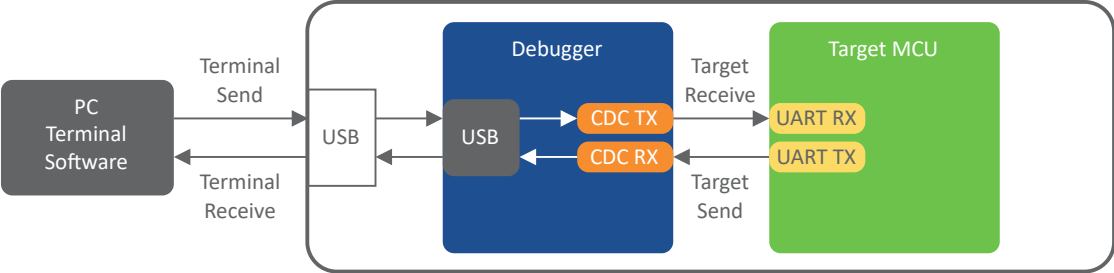 Debugger
Target MCU
Terminal
Send
Target
Receive
PC
Terminal
Software
USB
USB
CDC TX
UART RX
CDC RX
UART TX
Terminal
Receive
Target
Send